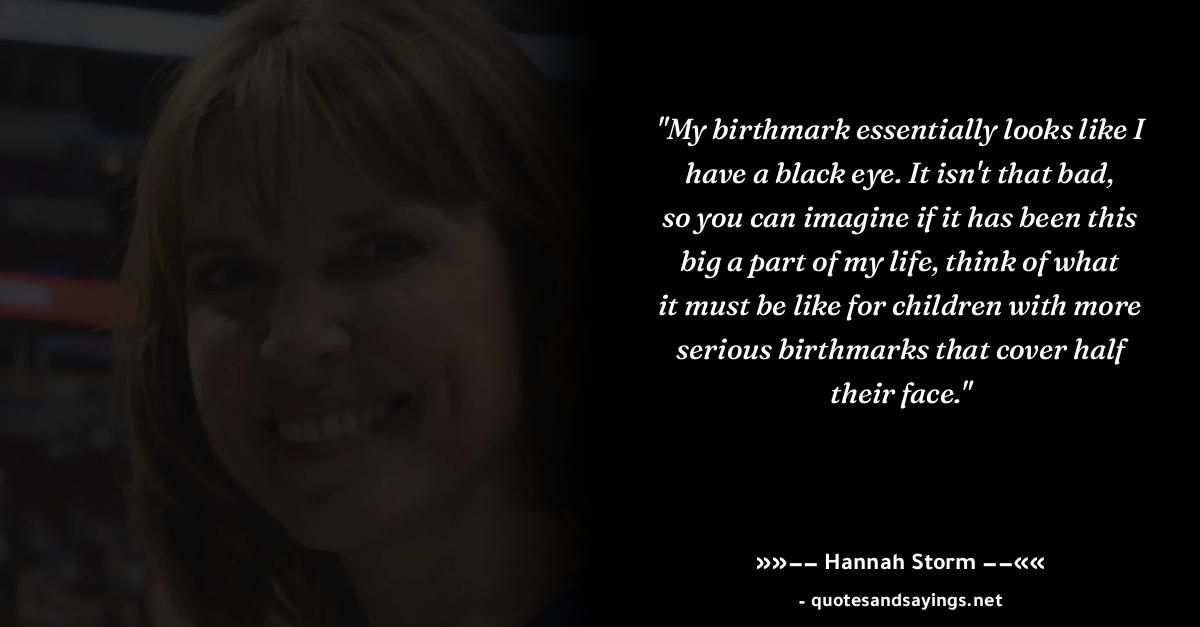 "My birthmark essentially looks like I
have a black eye. It isn't that bad,
so you can imagine if it has been this
big a part of my life, think of what
it must be like for children with more
serious birthmarks that cover half
their face."
»»−− Hannah Storm −−««
- quotesandsayings.net